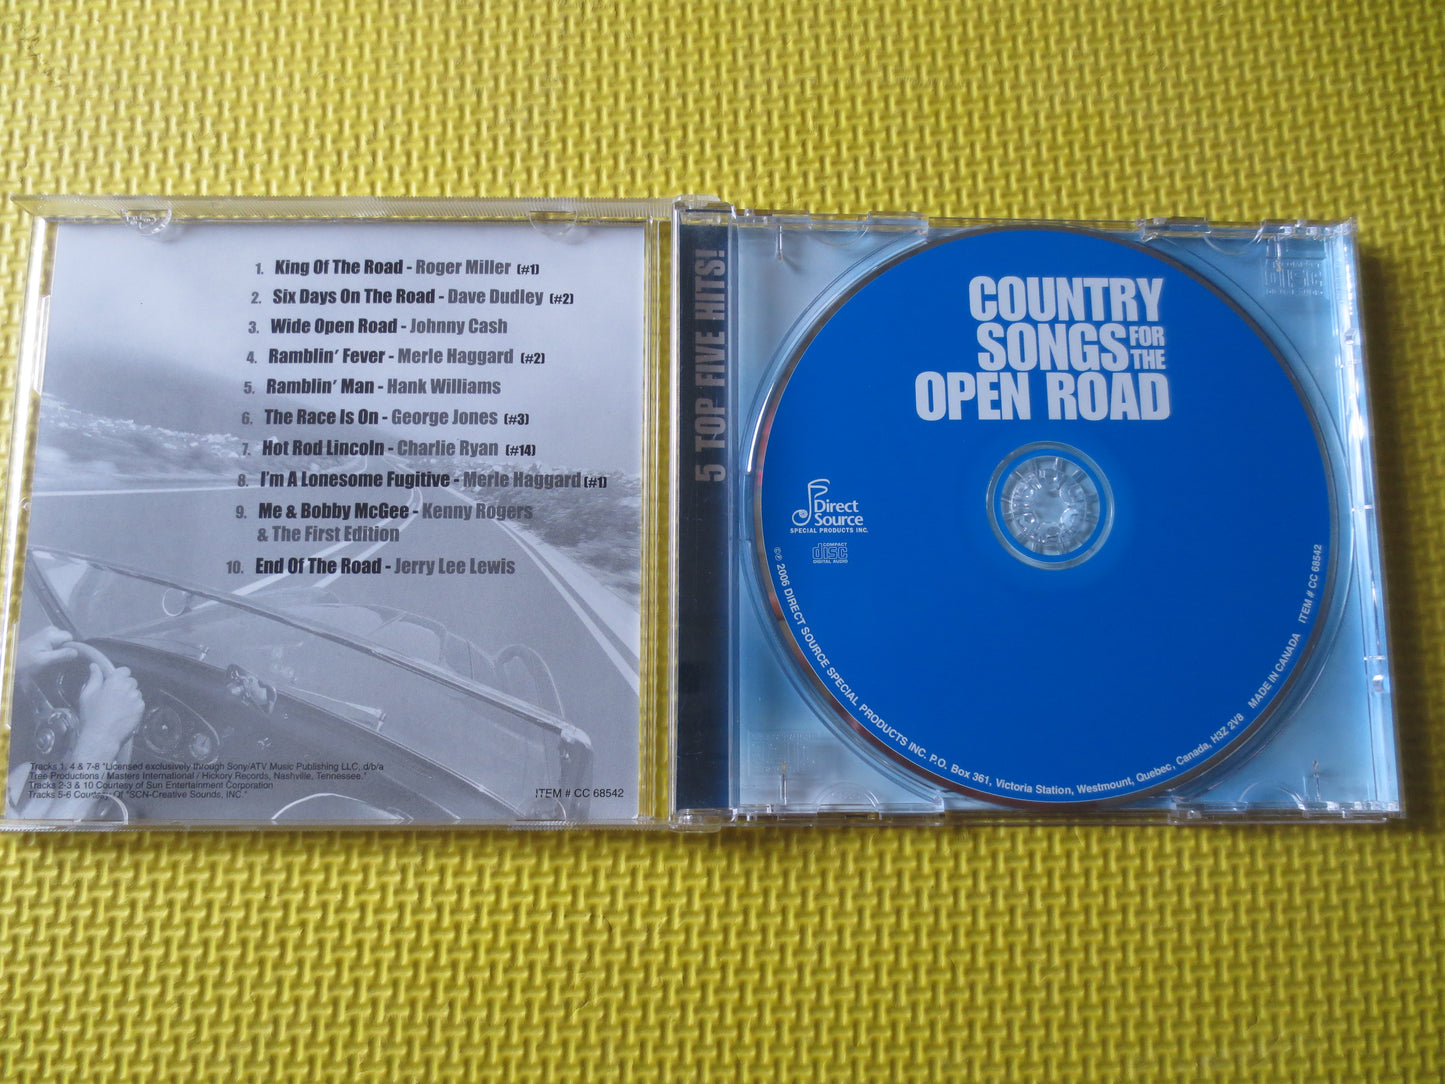 1. King Of The Road - Roger Miller (#1)
2. Six Days On The Road - Dave Dudley (#2)
3. Wide Open Road - Johnny Cash
4. Ramblin' Fever - Merle Haggard (#2)
5. Ramblin' Man - Hank Williams
6. The Race Is On - George Jones (#3)
7. Hot Rod Lincoln - Charlie Ryan (#14)
8. I'm A Lonesome Fugitive - Merle Haggard (#1)
9. Me & Bobby McGee - Kenny Rogers
& The First Edition
10. End Of The Road - Jerry Lee Lewis
Tracks 1, 4 & 7-8 "Licensed exclusively through Sony/ATV Music Publishing LLC, d/b/a
Tree Productions / Masters International / Hickory Records, Nashville, Tennessee."
Tracks 2-3 & 10 Courtesy of Sun Entertainment Corporation
Tracks 5-6 Courtesy Of "SCN-Creative Sounds, INC."
ITEM # CC 68542
5 TOP FIVE HITS!
COUNTRY
SONGS FOR THE
OPEN ROAD
Direct
Source
SPECIAL PRODUCTS INC.
COMPACT
disc
DIGITAL AUDIO
©℗ 2006 DIRECT SOURCE SPECIAL PRODUCTS INC. P.O. Box 361, Victoria Station, Westmount, Quebec, Canada, H3Z 2V8 MADE IN CANADA ITEM # CC 68542
COMPACT
DISC
DIGITAL AUDIO